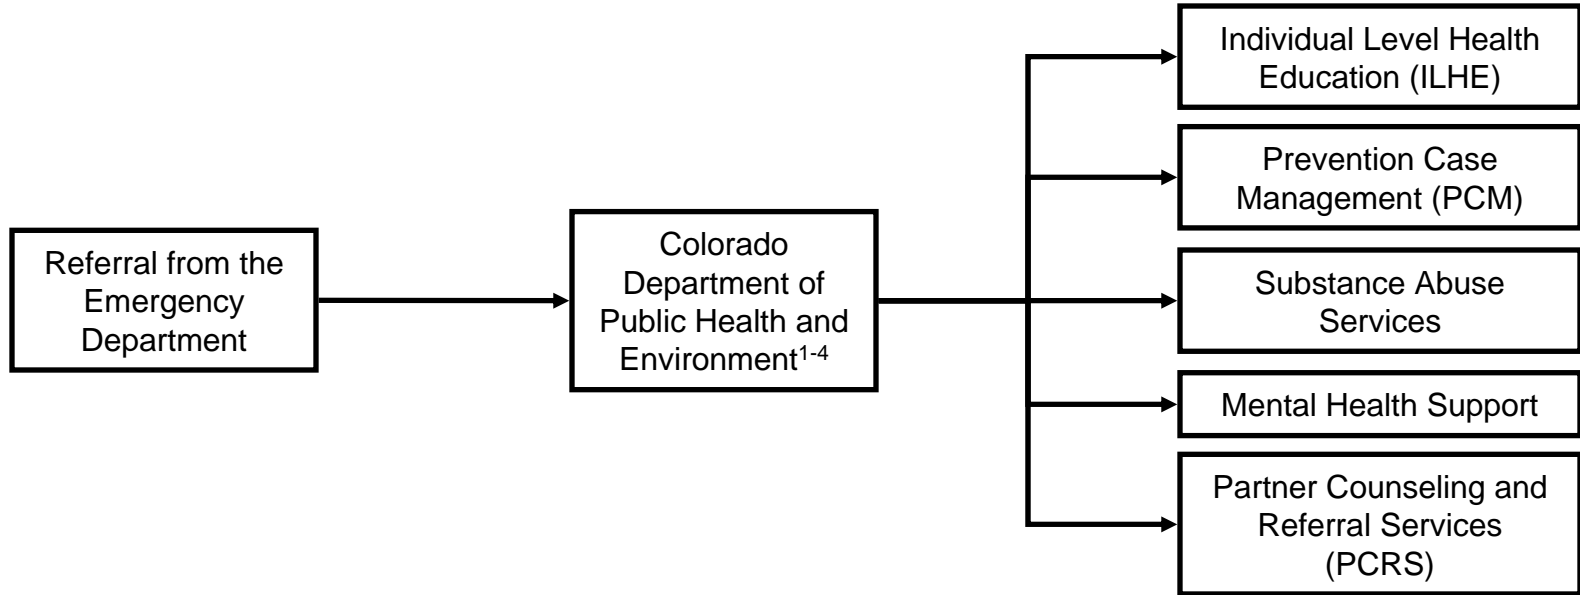 Referral from the
Emergency
Department
Colorado
Department of
Public Health and
Environment¹⁻⁴
Individual Level Health
Education (ILHE)
Prevention Case
Management (PCM)
Substance Abuse
Services
Mental Health Support
Partner Counseling and
Referral Services
(PCRS)